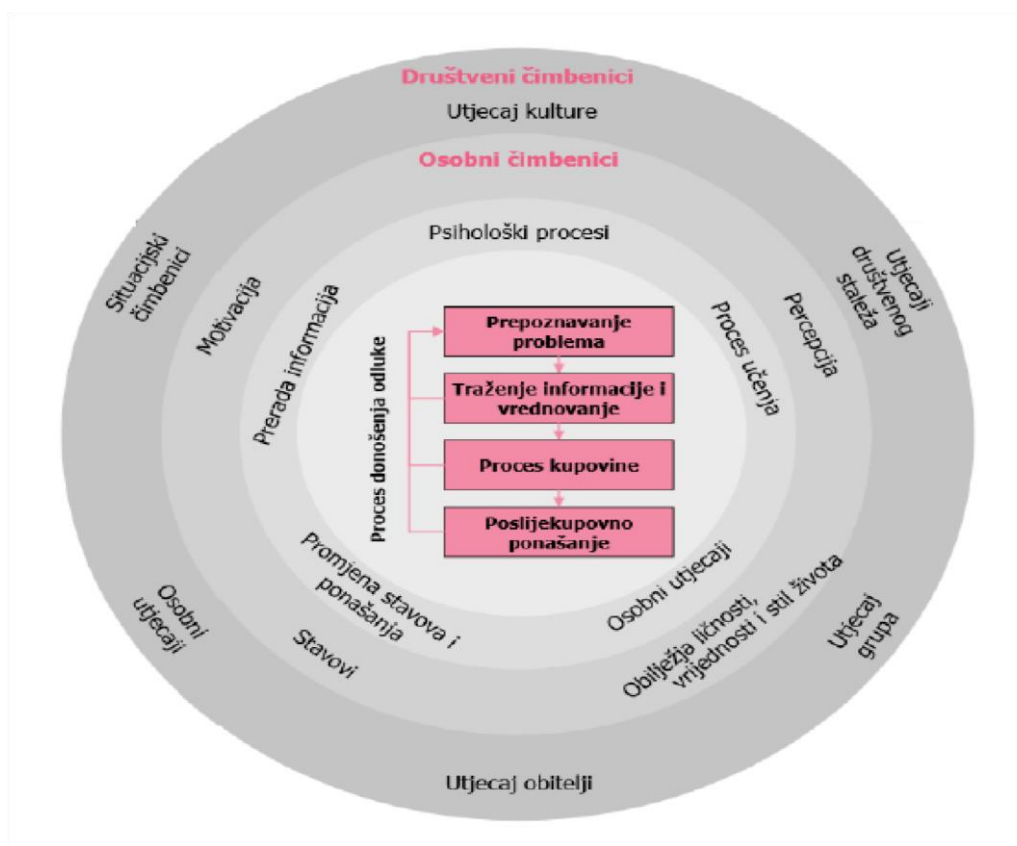 Društveni čimbenici
Utjecaj kulture
Osobni čimbenici
Psihološki procesi
Situacijski
čimbenici
Motivacija
Prerada informacija
Proces donošenja odluke
Prepoznavanje
problema
Traženje informacije i
vrednovanje
Proces kupovine
Poslijekupovno
ponašanje
Proces učenja
Percepcija
Utjecaji
društvenog
staleža
Osobni
utjecaji
Stavovi
Promjena stavova i
ponašanja
Osobni utjecaji
Obilježja ličnosti,
vrijednosti i stil života
Utjecaj
grupa
Utjecaj obitelji